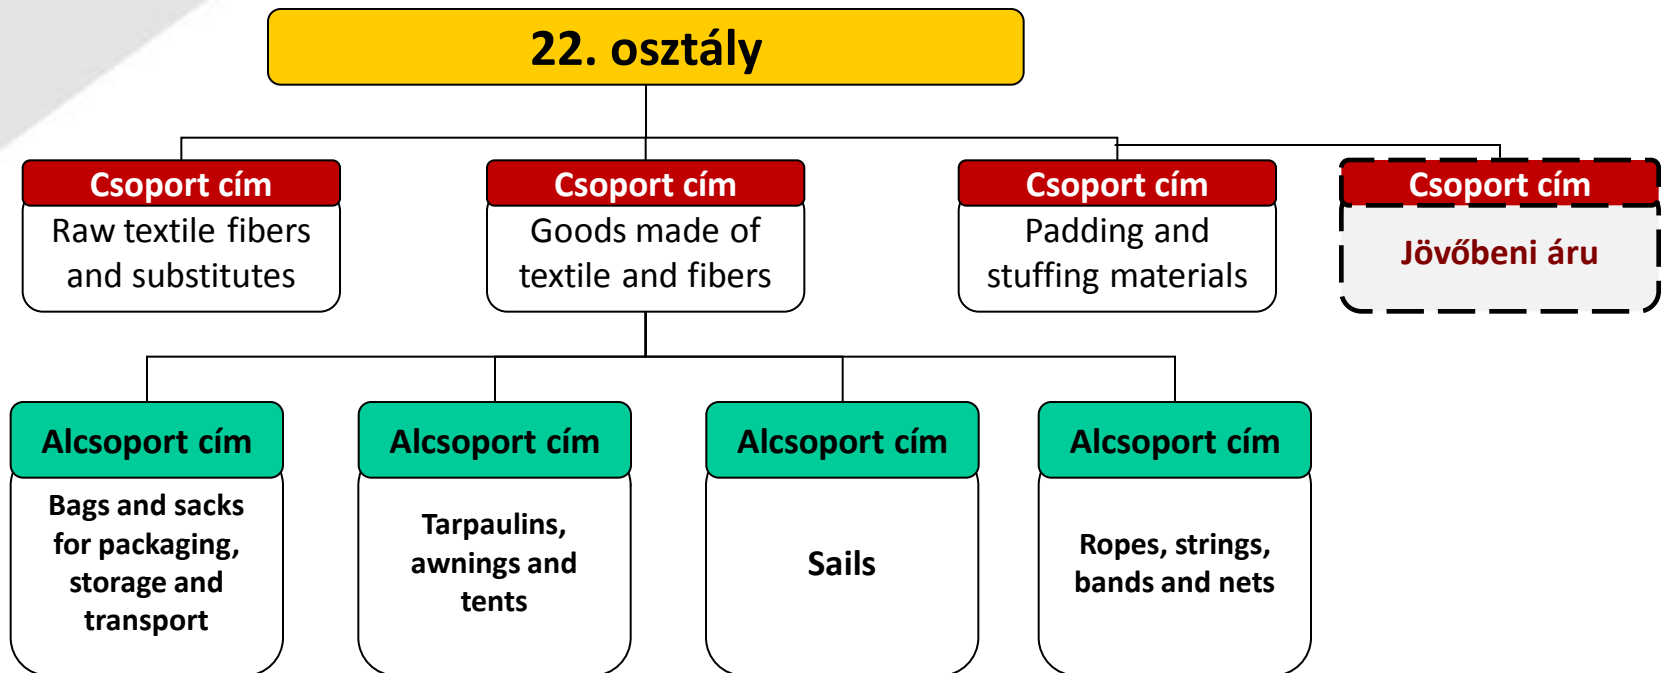 22. osztály
Csoport cím
Raw textile fibers
and substitutes
Csoport cím
Goods made of
textile and fibers
Csoport cím
Padding and
stuffing materials
Csoport cím
Jövőbeni áru
Alcsoport cím
Bags and sacks
for packaging,
storage and
transport
Alcsoport cím
Tarpaulins,
awnings and
tents
Alcsoport cím
Sails
Alcsoport cím
Ropes, strings,
bands and nets